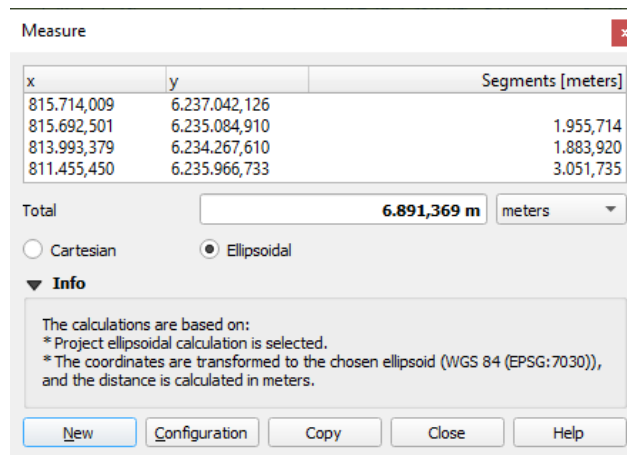 Measure
x y Segments [meters]
815.714,009 6.237.042,126
815.692,501 6.235.084,910 1.955,714
813.993,379 6.234.267,610 1.883,920
811.455,450 6.235.966,733 3.051,735
Total 6.891,369 m meters
Cartesian Ellipsoidal
Info
The calculations are based on:
* Project ellipsoidal calculation is selected.
* The coordinates are transformed to the chosen ellipsoid (WGS 84 (EPSG:7030)),
and the distance is calculated in meters.
New Configuration Copy Close Help